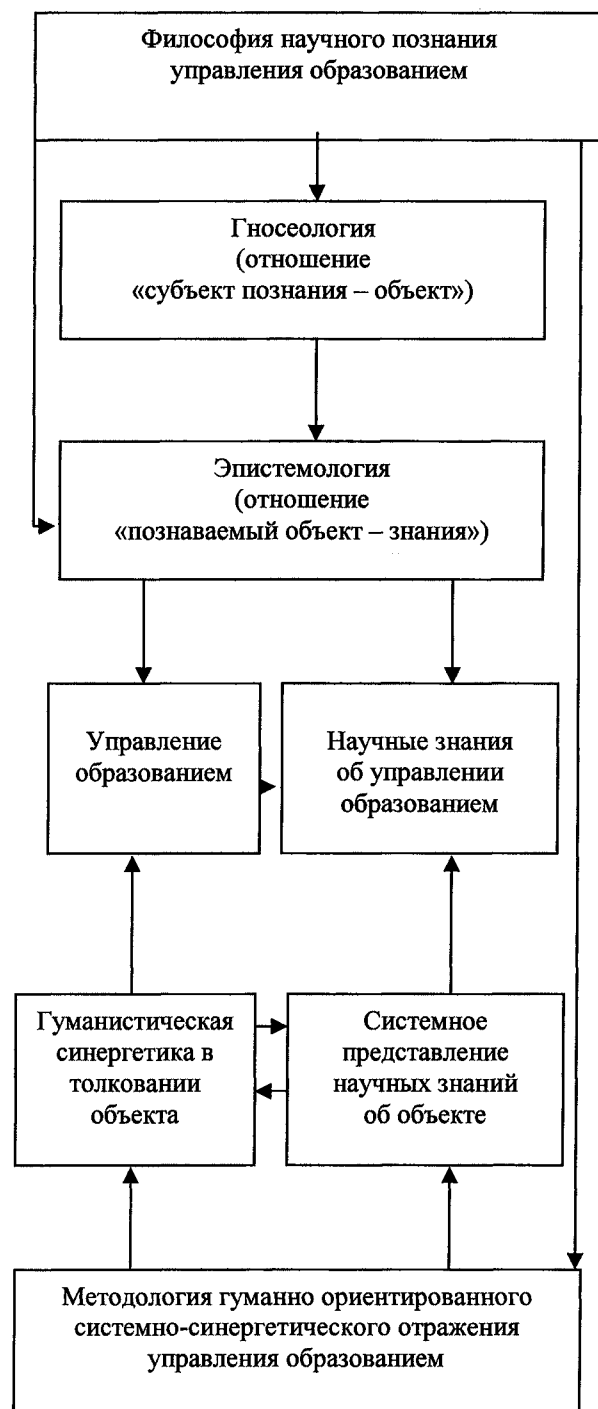 Философия научного познания
управления образованием
Гносеология
(отношение
«субъект познания – объект»)
Эпистемология
(отношение
«познаваемый объект – знания»)
Управление
образованием
Научные знания
об управлении
образованием
Гуманистическая
синергетика в
толковании
объекта
Системное
представление
научных знаний
об объекте
Методология гуманно ориентированного
системно-синергетического отражения
управления образованием